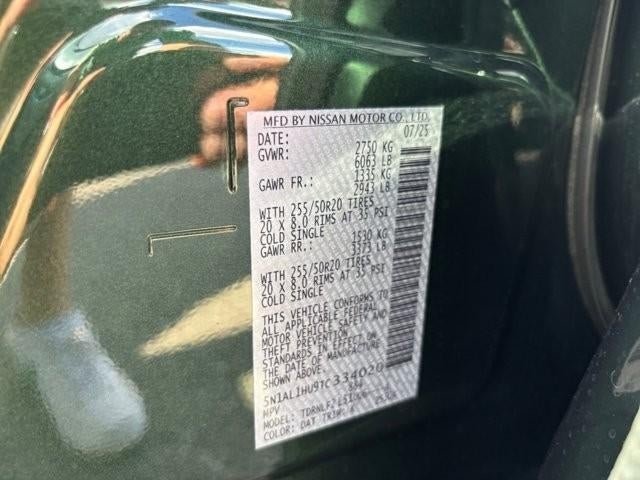 MFD BY NISSAN MOTOR CO., LTD.
DATE: 07/25
GVWR: 2750 KG
6063 LB
GAWR FR.: 1335 KG
2943 LB
WITH 255/50R20 TIRES
20 X 8.0 RIMS AT 35 PSI
COLD SINGLE
GAWR RR.: 1530 KG
3373 LB
WITH 255/50R20 TIRES
20 X 8.0 RIMS AT 35 PSI
COLD SINGLE
THIS VEHICLE CONFORMS TO
ALL APPLICABLE FEDERAL
MOTOR VEHICLE SAFETY AND
THEFT PREVENTION
STANDARDS IN EFFECT ON
THE DATE OF MANUFACTURE
SHOWN ABOVE.
5N1AL1HU9TC334020
MPV
MODEL:
COLOR: DAT TRIM: